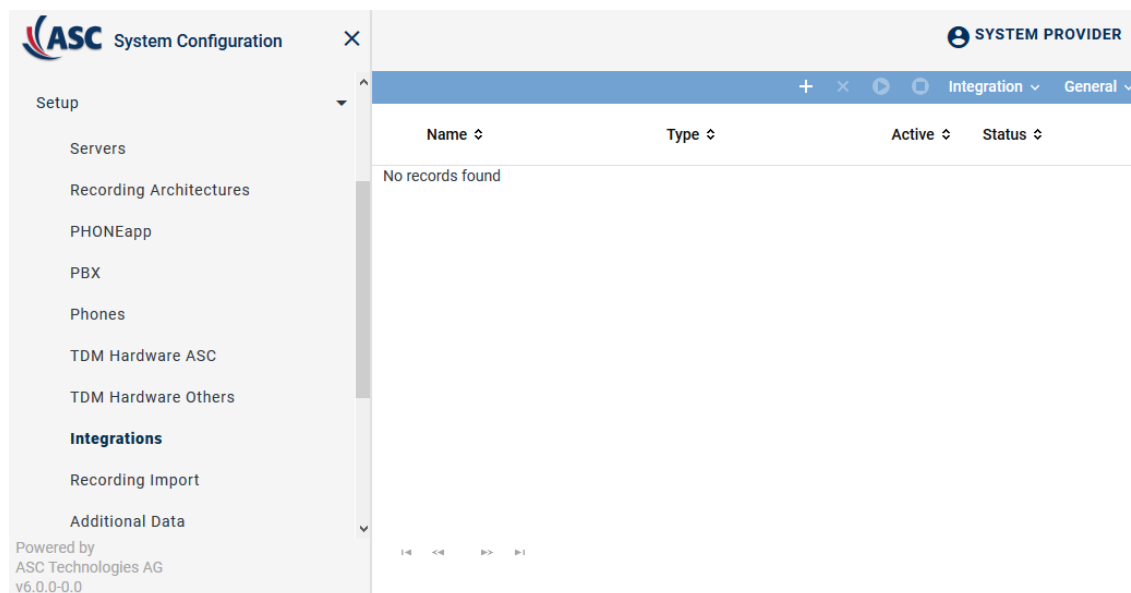 ASC System Configuration
SYSTEM PROVIDER
Integration
General
Setup
Servers
Recording Architectures
PHONEapp
PBX
Phones
TDM Hardware ASC
TDM Hardware Others
Integrations
Recording Import
Additional Data
Powered by
ASC Technologies AG
v6.0.0-0.0
Name Type Active Status
No records found